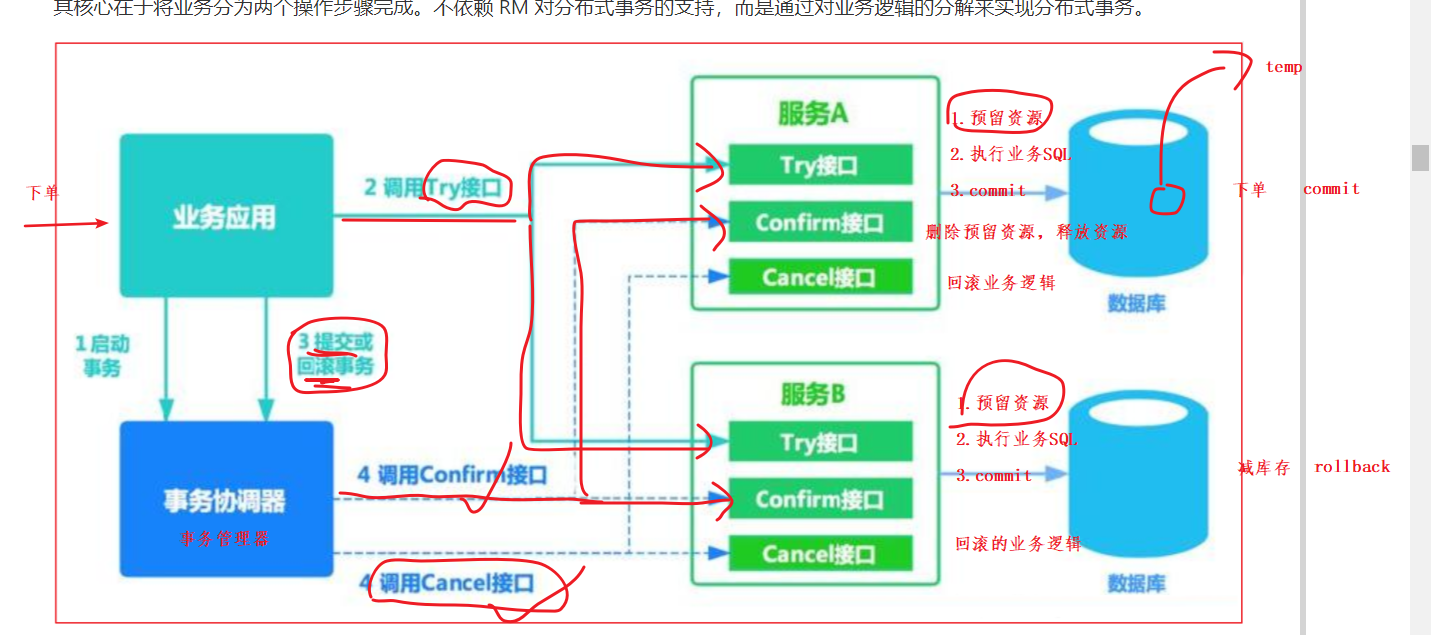 其核心在于将业务分为两个操作步骤完成。不依赖 RM 对分布式事务的支持，而是通过对业务逻辑的分解来实现分布式事务。
temp
服务A
1.预留资源
Try接口
2.执行业务SQL
下单
2 调用Try接口
3.commit
下单
commit
业务应用
Confirm接口
删除预留资源，释放资源
Cancel接口
回滚业务逻辑
数据库
1 启动
事务
3 提交或
回滚事务
服务B
1.预留资源
Try接口
2.执行业务SQL
4 调用Confirm接口
3.commit
减库存
rollback
事务协调器
Confirm接口
事务管理器
Cancel接口
回滚的业务逻辑
4 调用Cancel接口
数据库